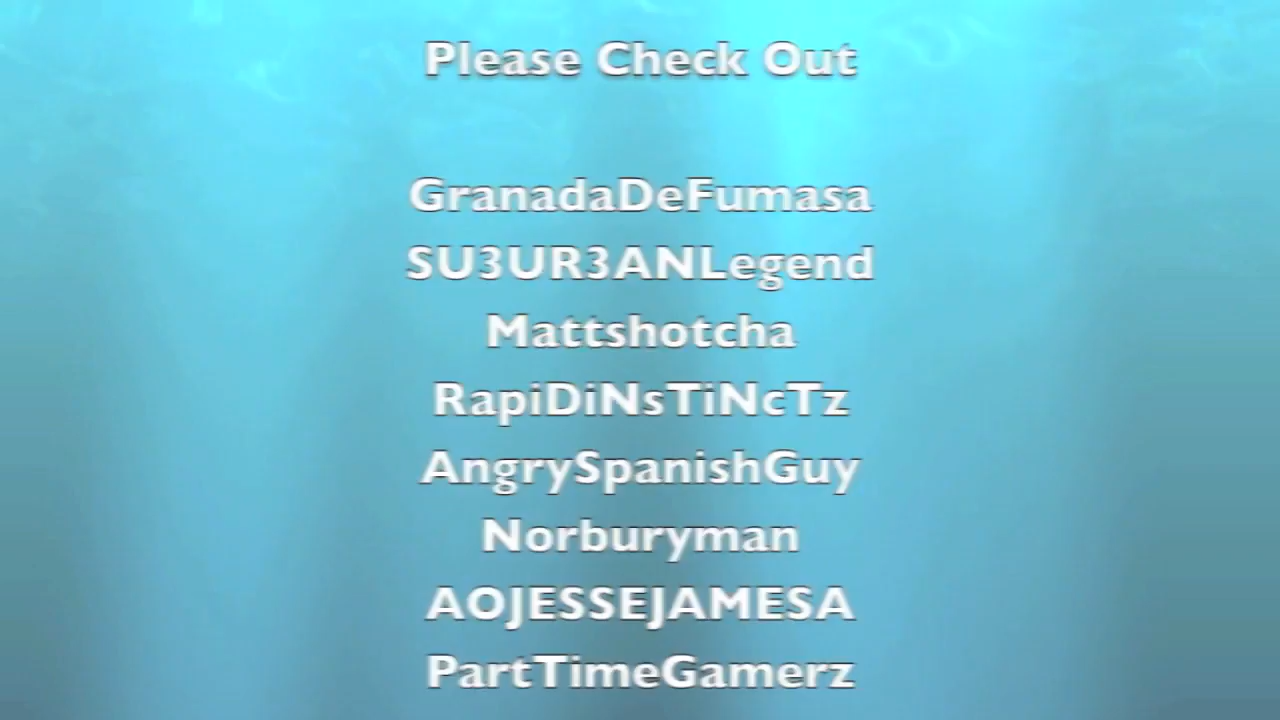 Please Check Out
GranadaDeFumasa
SU3UR3ANLegend
Mattshotcha
RapiDiNsTiNcTz
AngrySpanishGuy
Norburyman
AOJESSEJAMESA
PartTimeGamerz